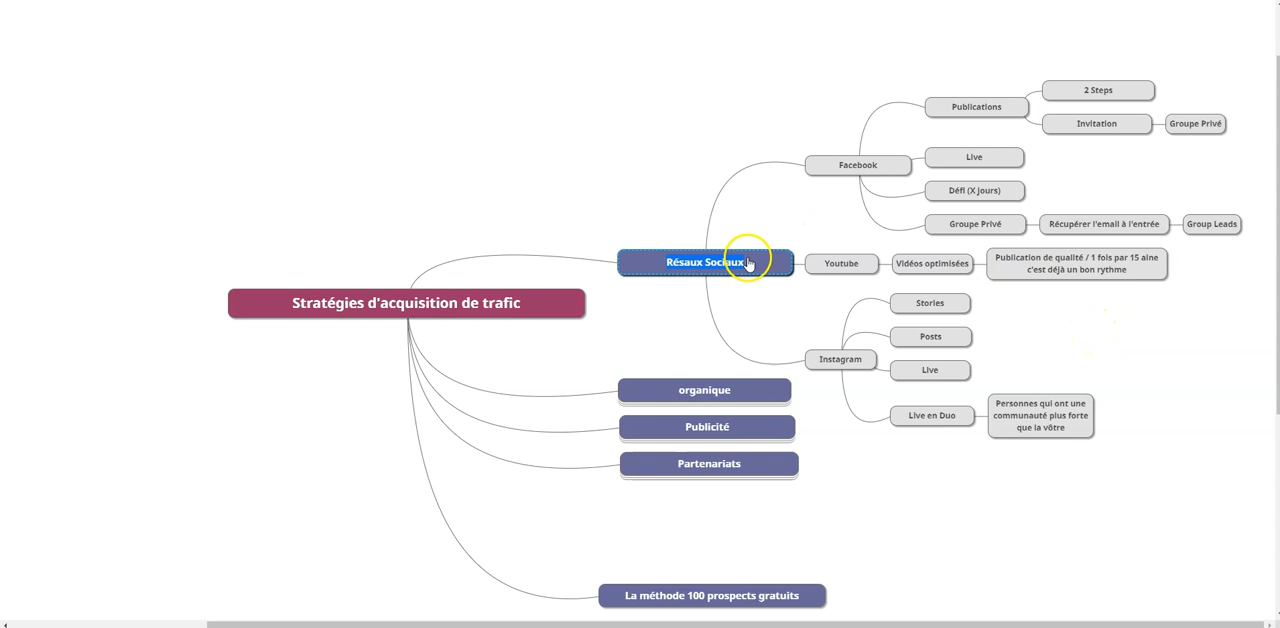 Stratégies d'acquisition de trafic
Résaux Sociaux
Facebook
Publications
2 Steps
Invitation
Groupe Privé
Live
Défi (X Jours)
Groupe Privé
Récupérer l'email à l'entrée
Group Leads
Youtube
Vidéos optimisées
Publication de qualité / 1 fois par 15 aine
c'est déjà un bon rythme
Instagram
Stories
Posts
Live
Live en Duo
Personnes qui ont une
communauté plus forte
que la vôtre
organique
Publicité
Partenariats
La méthode 100 prospects gratuits